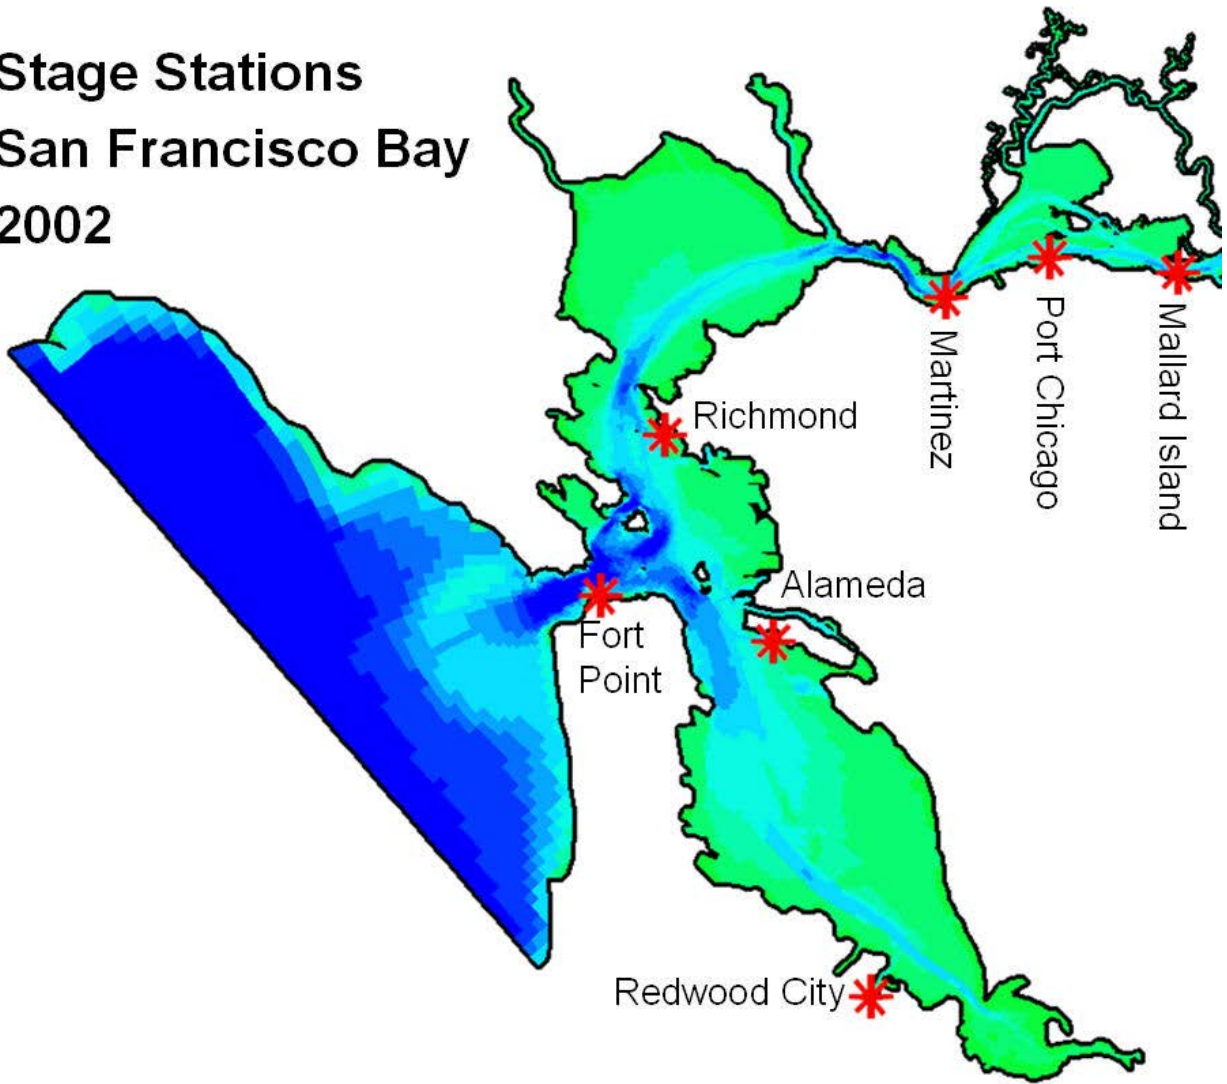 Stage Stations
San Francisco Bay
2002
Richmond
Martinez
Port Chicago
Mallard Island
Alameda
Fort
Point
Redwood City